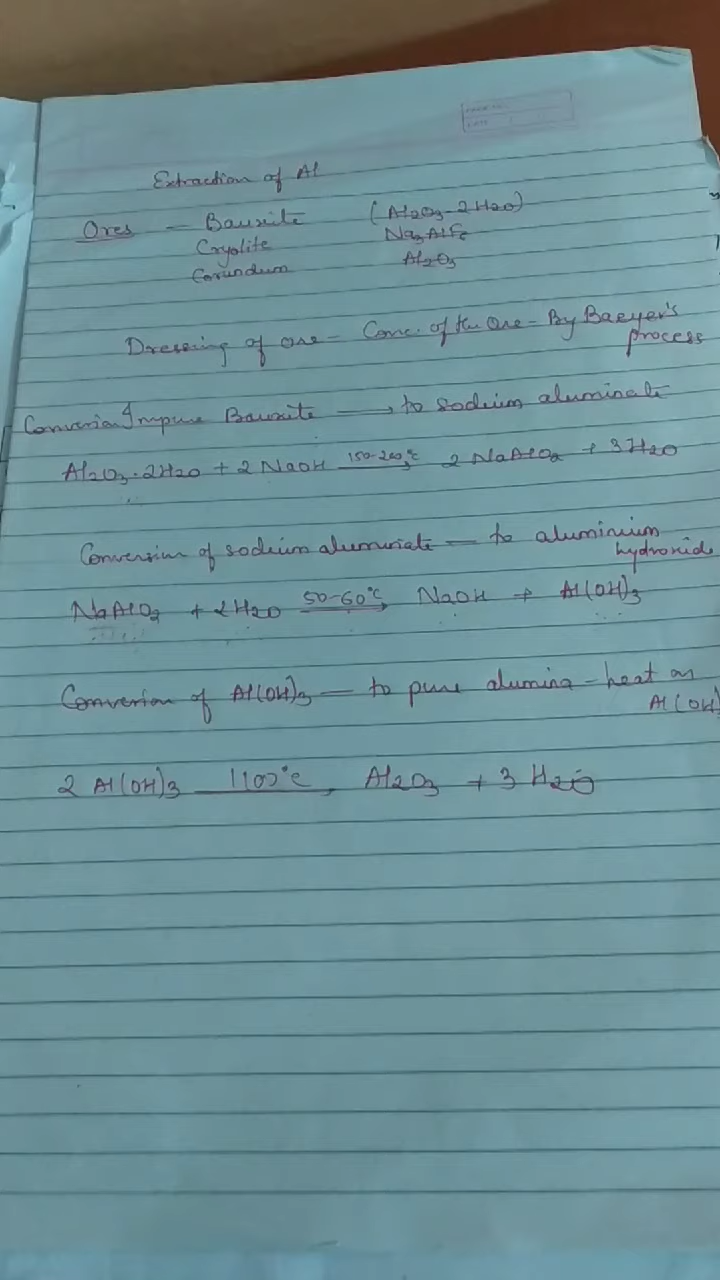 Extraction of Al
Ores - Bauxite (Al2O3-2H2O)
Cryolite Na3AlF6
Corundum Al2O3
Dressing of ore - Conc. of the Ore - By Baeyer's process
Conversion Impure Bauxite → to sodium aluminate
Al2O3.2H2O + 2 NaOH 150-200°C → 2 NaAlO2 + 3H2O
Conversion of sodium aluminate - to aluminium hydroxide
NaAlO2 + 2H2O 50-60°C → NaOH + Al(OH)3
Conversion of Al(OH)3 - to pure alumina - heat on Al(OH)
2 Al(OH)3 1100°C → Al2O3 + 3 H2O